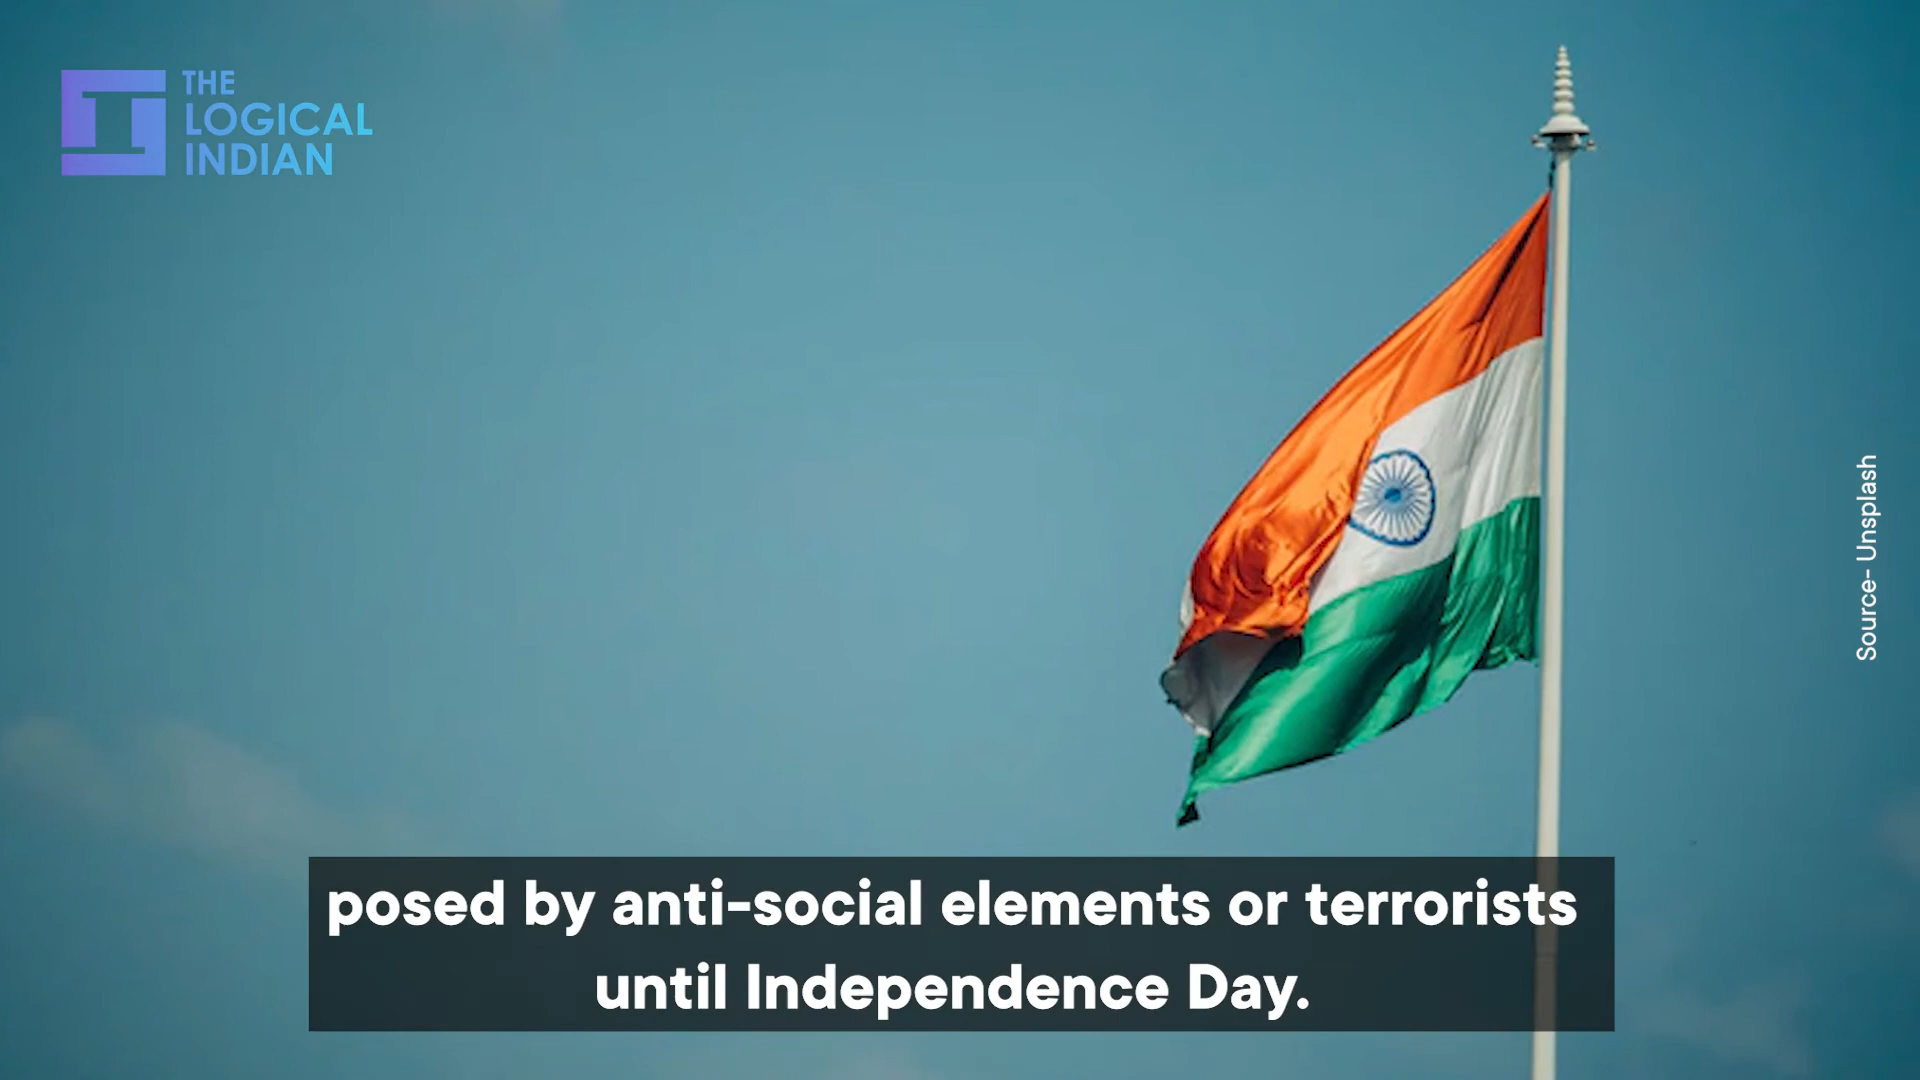 THE
LOGICAL
INDIAN
Source- Unsplash
posed by anti-social elements or terrorists
until Independence Day.